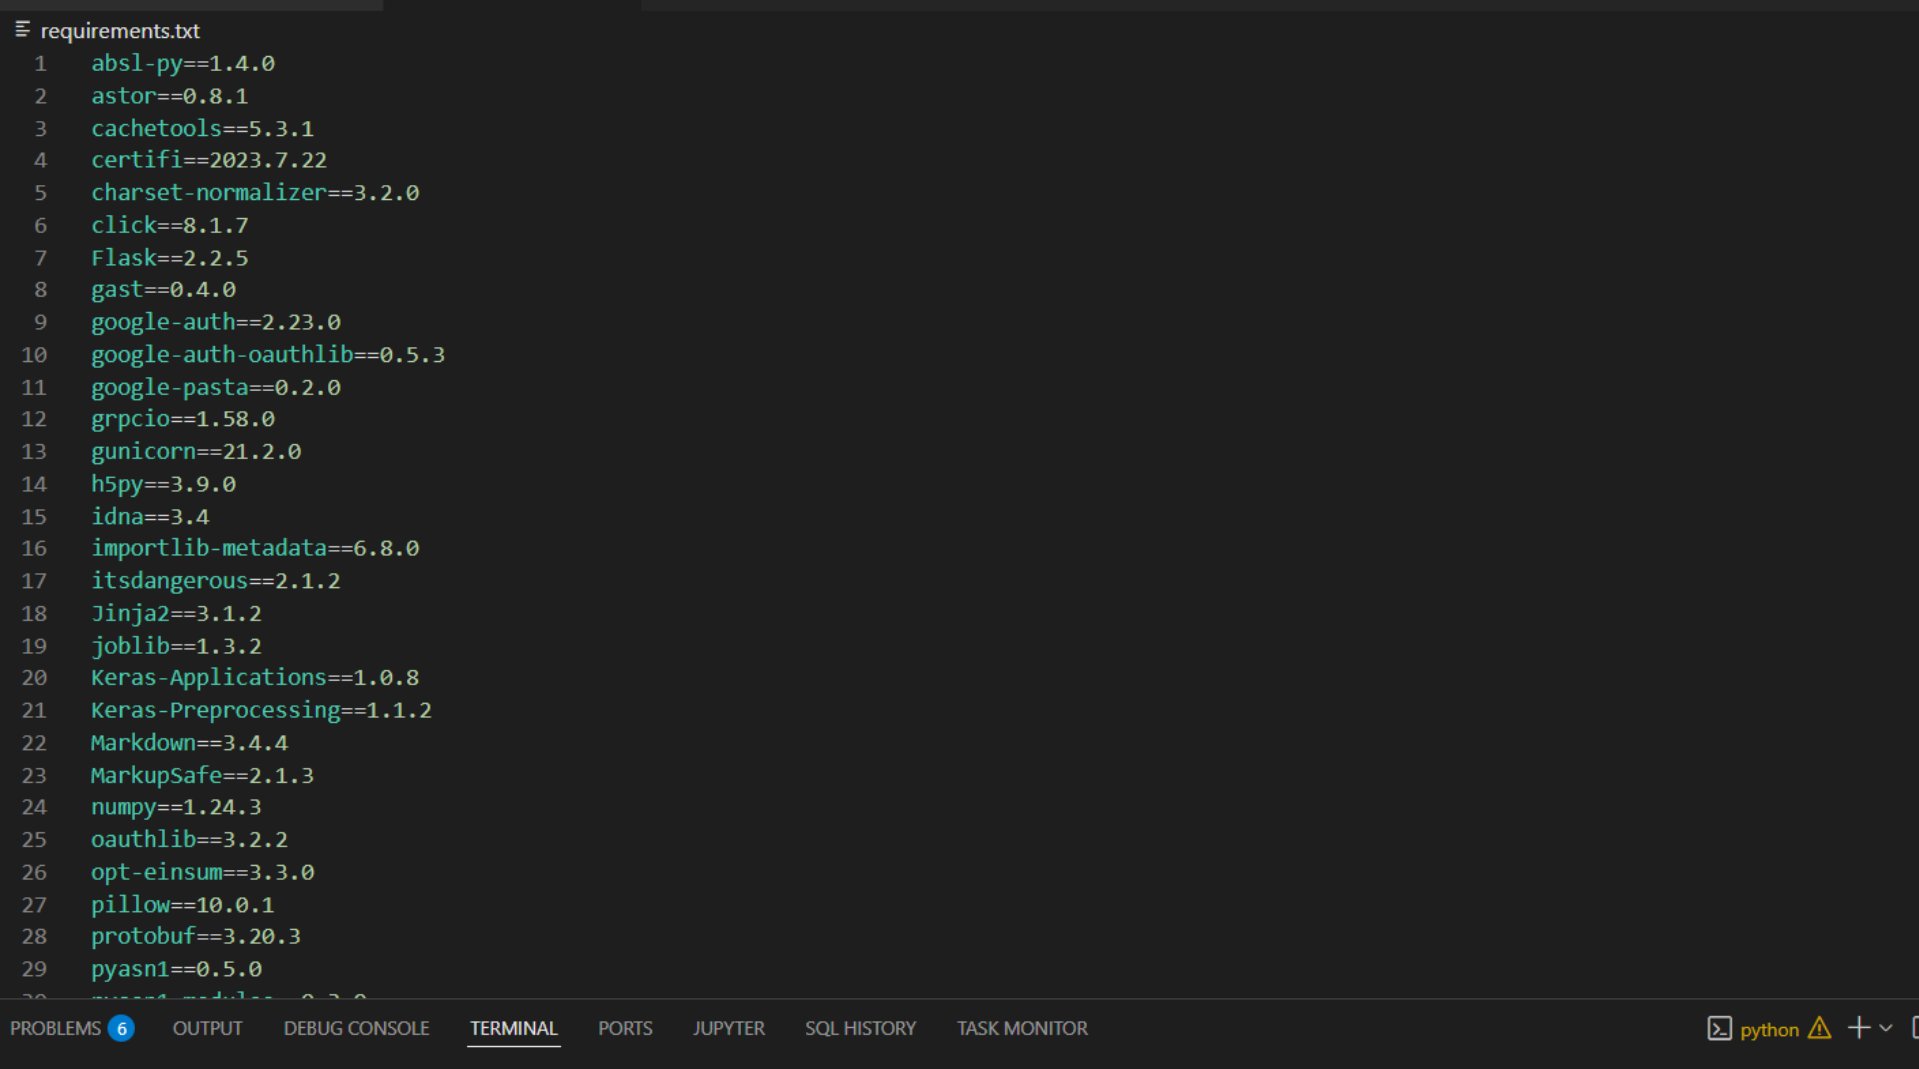 requirements.txt
1 absl-py==1.4.0
2 astor==0.8.1
3 cachetools==5.3.1
4 certifi==2023.7.22
5 charset-normalizer==3.2.0
6 click==8.1.7
7 Flask==2.2.5
8 gast==0.4.0
9 google-auth==2.23.0
10 google-auth-oauthlib==0.5.3
11 google-pasta==0.2.0
12 grpcio==1.58.0
13 gunicorn==21.2.0
14 h5py==3.9.0
15 idna==3.4
16 importlib-metadata==6.8.0
17 itsdangerous==2.1.2
18 Jinja2==3.1.2
19 joblib==1.3.2
20 Keras-Applications==1.0.8
21 Keras-Preprocessing==1.1.2
22 Markdown==3.4.4
23 MarkupSafe==2.1.3
24 numpy==1.24.3
25 oauthlib==3.2.2
26 opt-einsum==3.3.0
27 pillow==10.0.1
28 protobuf==3.20.3
29 pyasn1==0.5.0
PROBLEMS 6 OUTPUT DEBUG CONSOLE TERMINAL PORTS JUPYTER SQL HISTORY TASK MONITOR python